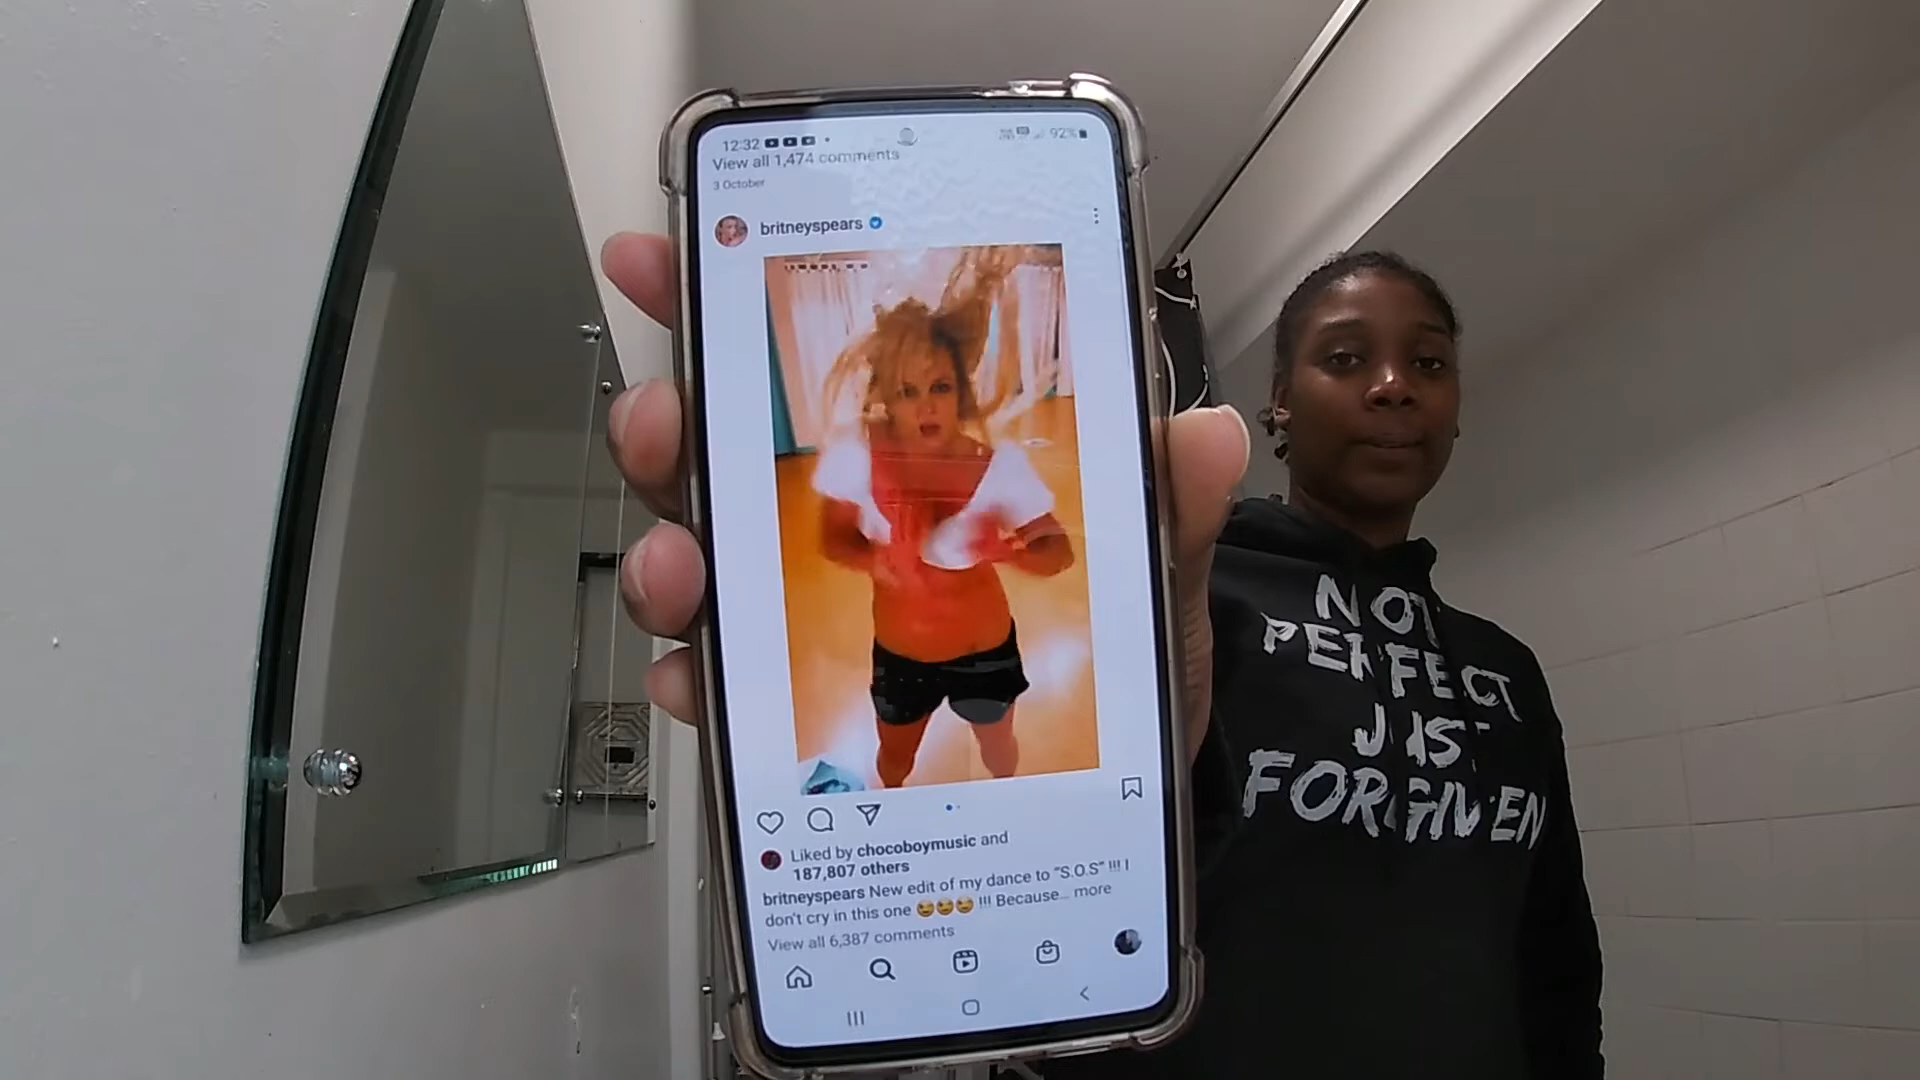 12:32
92%
View all 1,474 comments
3 October
britneyspears
Liked by chocoboymusic and
187,807 others
britneyspears New edit of my dance to "S.O.S" !!! I
don't cry in this one 😆😆😆 !!! Because... more
View all 6,387 comments
NOT
PERFECT
JUST
FORGIVEN